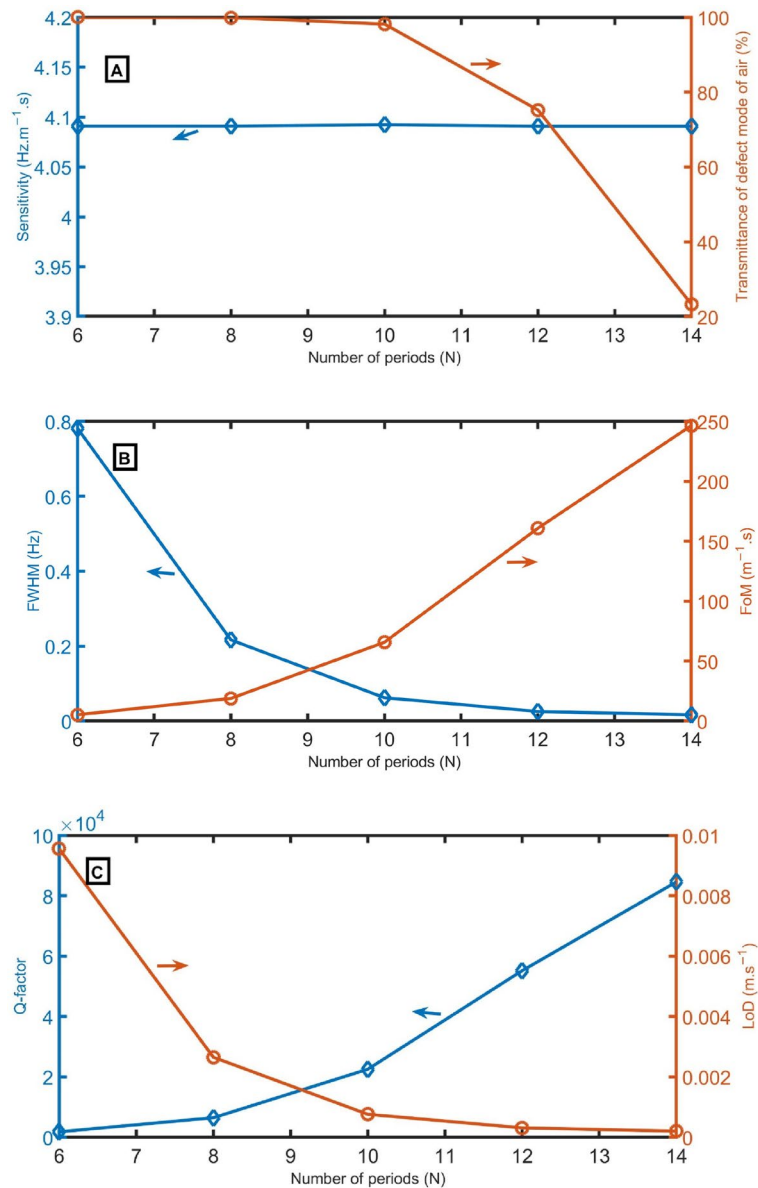 4.2
4.15
4.1
4.05
4
3.95
3.9
Sensitivity (Hz.m⁻¹.s)
A
100
80
60
40
20
Transmittance of defect mode of air (%)
6 7 8 9 10 11 12 13 14
Number of periods (N)
0.8
0.6
0.4
0.2
0
FWHM (Hz)
B
250
200
150
100
50
0
FoM (m⁻¹.s)
6 7 8 9 10 11 12 13 14
Number of periods (N)
×10⁴
10
8
6
4
2
0
Q-factor
C
0.01
0.008
0.006
0.004
0.002
0
LoD (m.s⁻¹)
6 7 8 9 10 11 12 13 14
Number of periods (N)